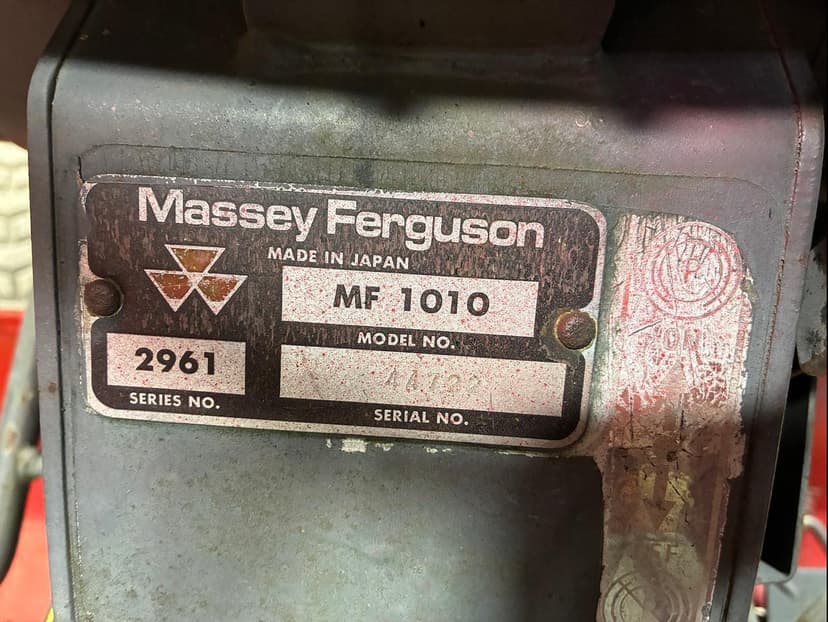 Massey Ferguson
MADE IN JAPAN
MF 1010
MODEL NO.
2961
SERIES NO.
SERIAL NO.